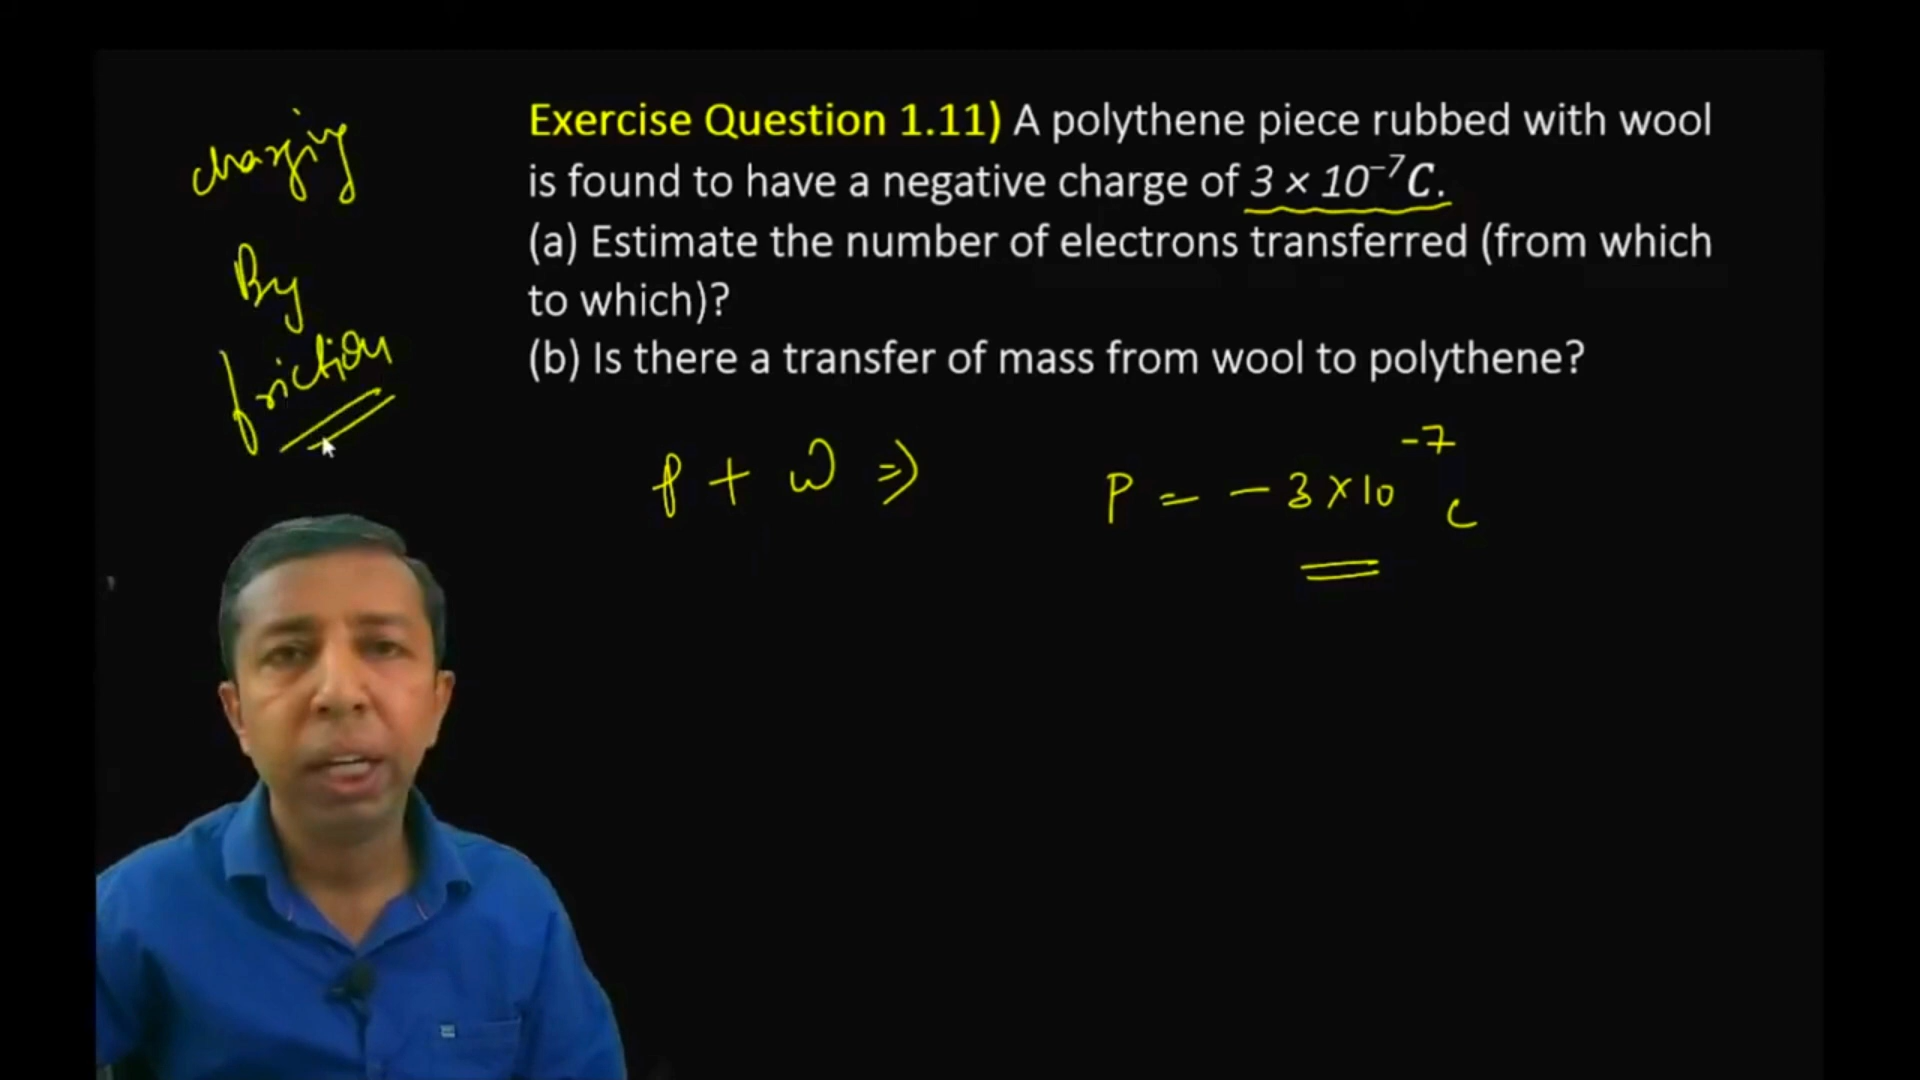 charging
By
friction
Exercise Question 1.11) A polythene piece rubbed with wool
is found to have a negative charge of 3 × 10⁻⁷C.
(a) Estimate the number of electrons transferred (from which
to which)?
(b) Is there a transfer of mass from wool to polythene?
P + W ⇒
P = - 3 × 10⁻⁷ C